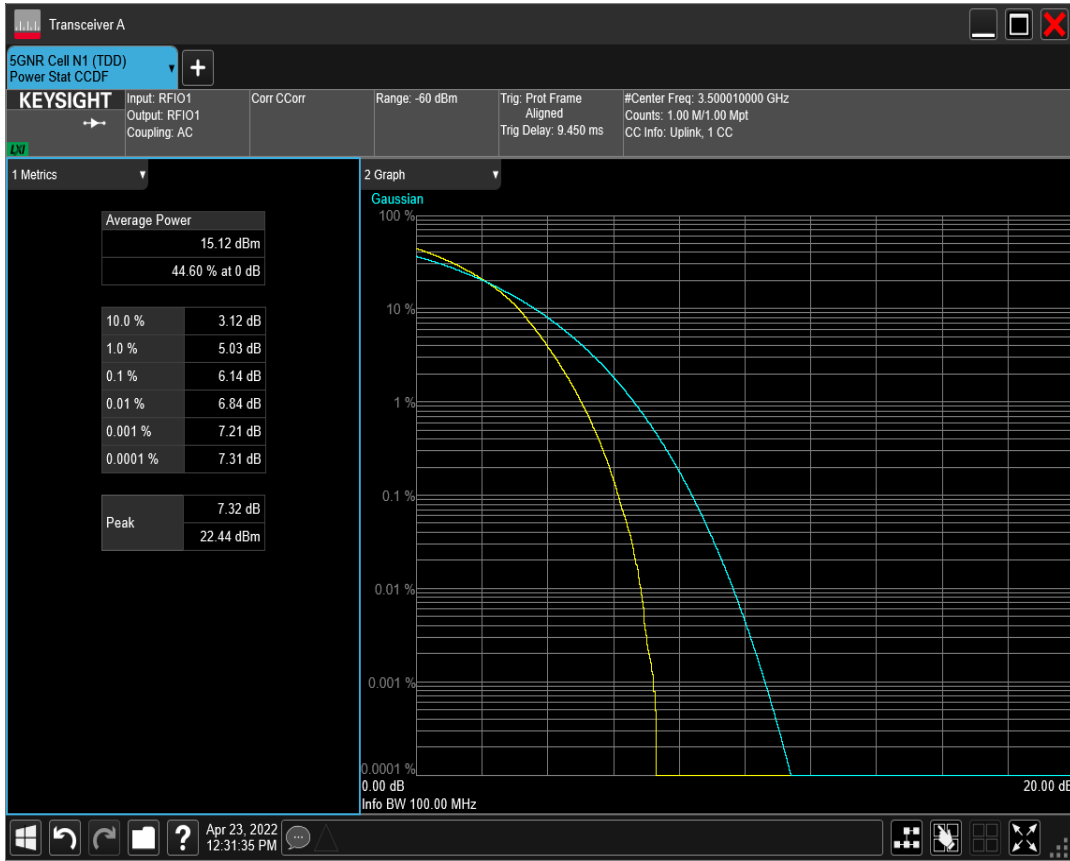 Transceiver A
5GNR Cell N1 (TDD)
Power Stat CCDF
+
KEYSIGHT
LXI
Input: RFIO1
Output: RFIO1
Coupling: AC
Corr CCorr
Range: -60 dBm
Trig: Prot Frame
Aligned
Trig Delay: 9.450 ms
#Center Freq: 3.500010000 GHz
Counts: 1.00 M/1.00 Mpt
CC Info: Uplink, 1 CC
1 Metrics
Average Power
15.12 dBm
44.60 % at 0 dB
10.0 % 3.12 dB
1.0 % 5.03 dB
0.1 % 6.14 dB
0.01 % 6.84 dB
0.001 % 7.21 dB
0.0001 % 7.31 dB
Peak 7.32 dB
22.44 dBm
2 Graph
Gaussian
100 %
10 %
1 %
0.1 %
0.01 %
0.001 %
0.0001 %
0.00 dB 20.00 dB
Info BW 100.00 MHz
?
Apr 23, 2022
12:31:35 PM